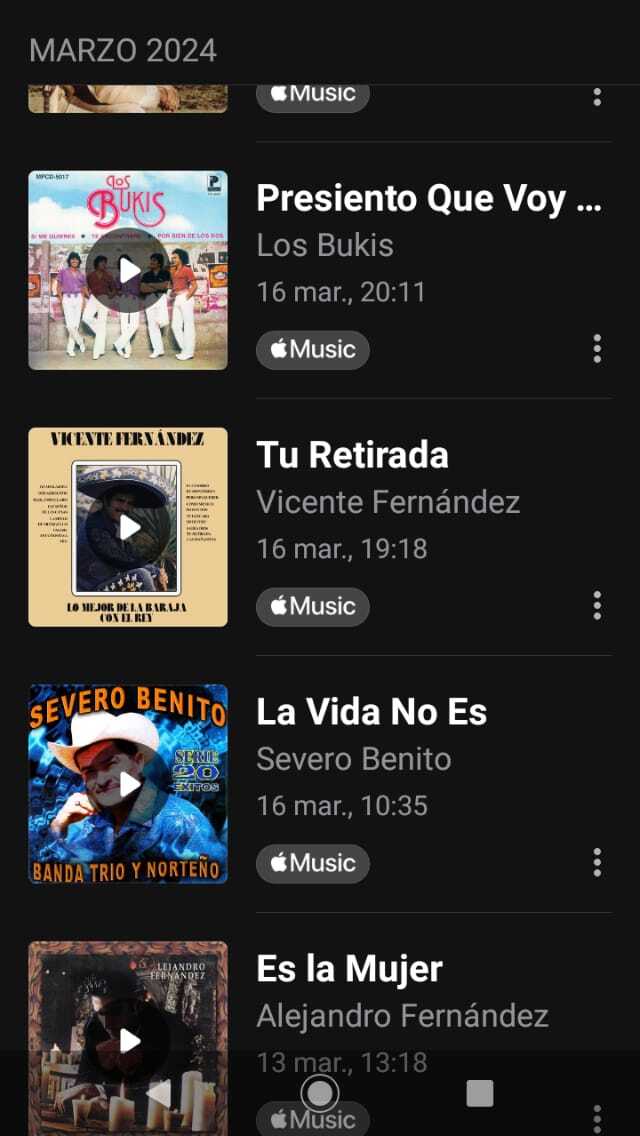 MARZO 2024
Music
MPCD-5017
LOS
BUKIS
SI ME QUIERES • TE
POR BIEN DE LOS DOS
Presiento Que Voy ...
Los Bukis
16 mar., 20:11
Music
VICENTE FERNÁNDEZ
LO MEJOR DE LA BARAJA
CON EL REY
Tu Retirada
Vicente Fernández
16 mar., 19:18
Music
SEVERO BENITO
SERIE
20
EXITOS
BANDA TRIO Y NORTEÑO
La Vida No Es
Severo Benito
16 mar., 10:35
Music
LEJANDRO
FERNÁNDEZ
Es la Mujer
Alejandro Fernández
13 mar., 13:18
Music